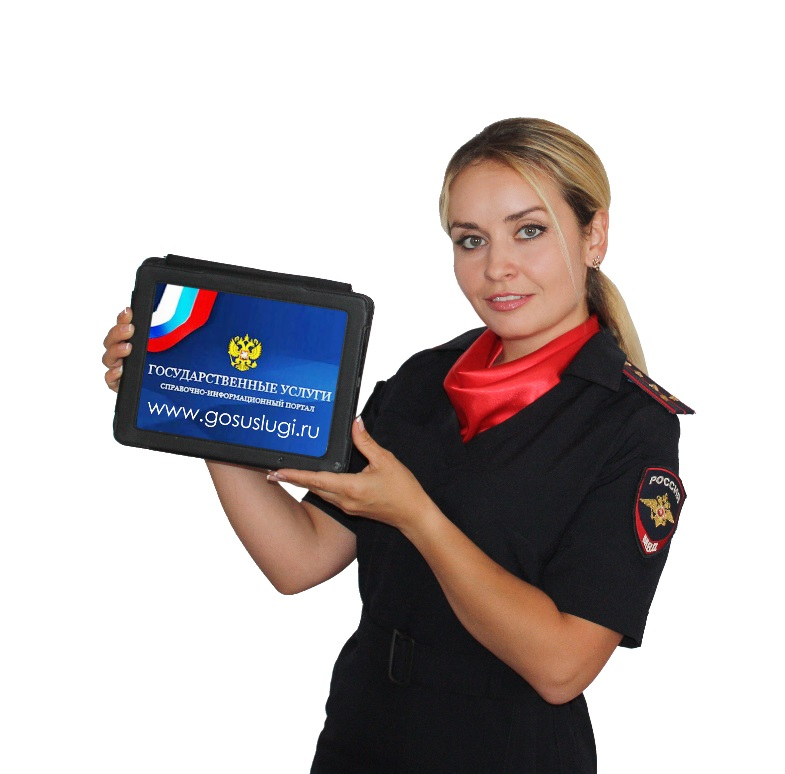 ГОСУДАРСТВЕННЫЕ УСЛУГИ
СПРАВОЧНО-ИНФОРМАЦИОННЫЙ ПОРТАЛ
www.gosuslugi.ru
РОССИЯ